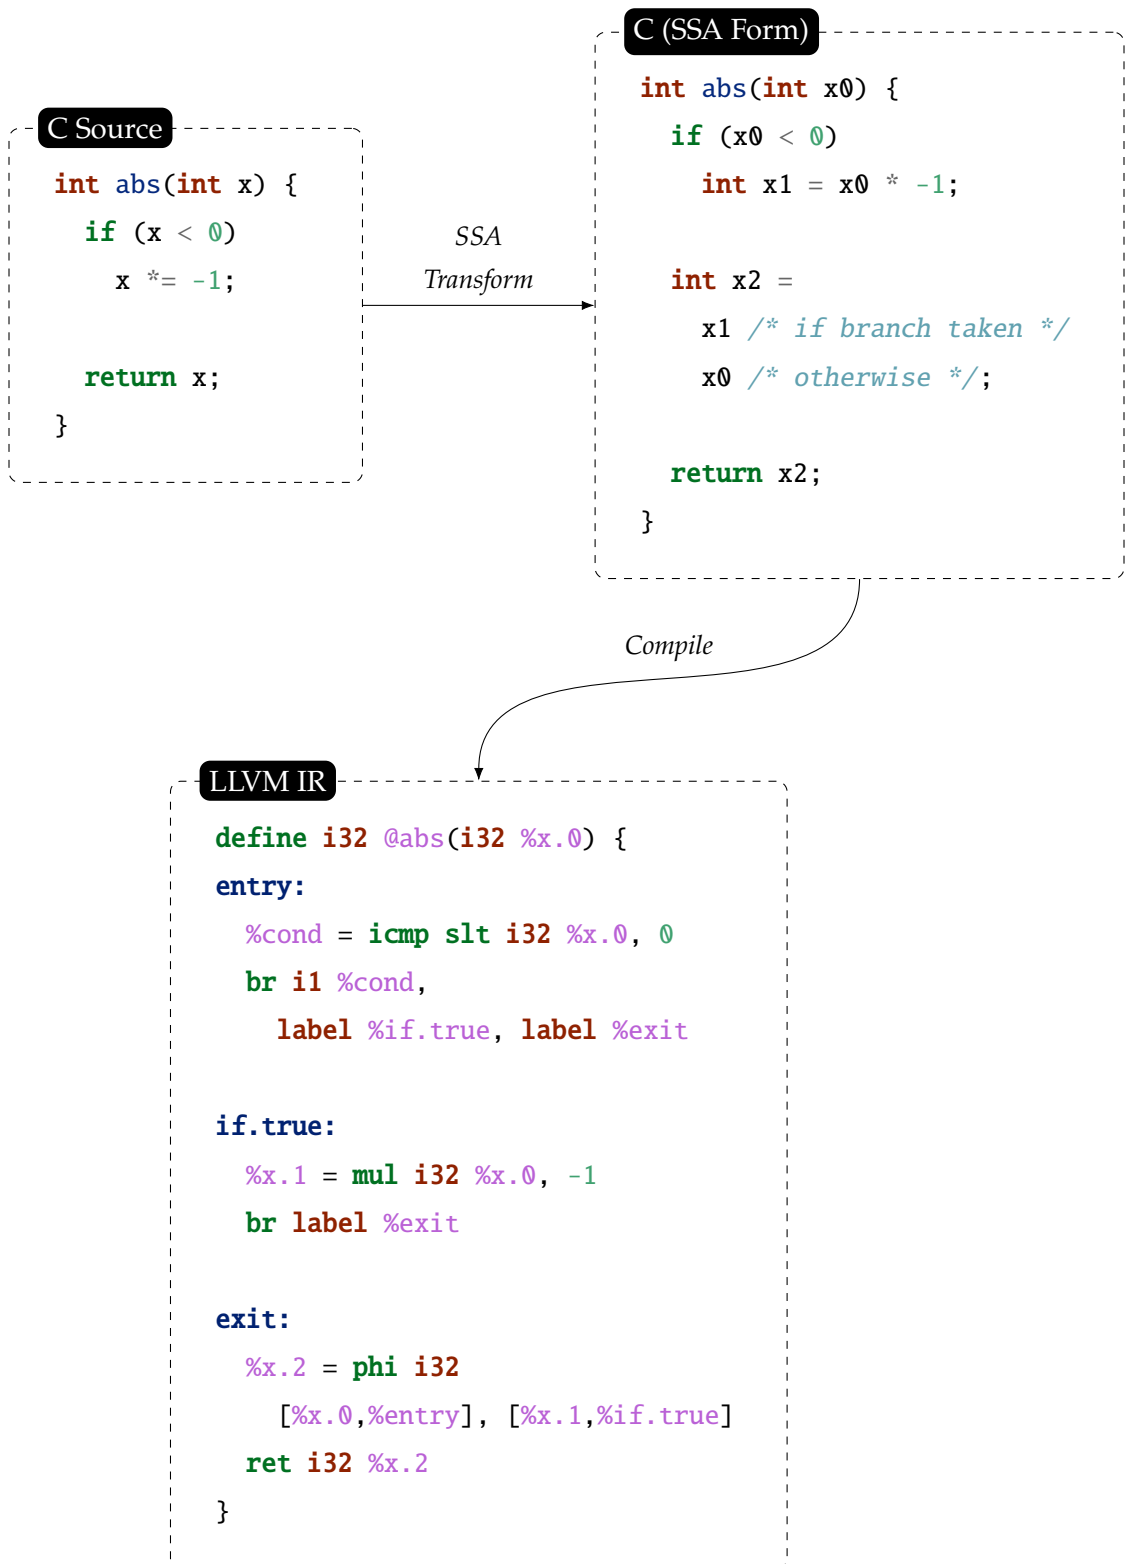 C Source
int abs(int x) {
  if (x < 0)
    x *= -1;

  return x;
}
SSA
Transform
C (SSA Form)
int abs(int x0) {
  if (x0 < 0)
    int x1 = x0 * -1;

  int x2 =
    x1 /* if branch taken */
    x0 /* otherwise */;

  return x2;
}
Compile
LLVM IR
define i32 @abs(i32 %x.0) {
entry:
  %cond = icmp slt i32 %x.0, 0
  br i1 %cond,
    label %if.true, label %exit

if.true:
  %x.1 = mul i32 %x.0, -1
  br label %exit

exit:
  %x.2 = phi i32
    [%x.0,%entry], [%x.1,%if.true]
  ret i32 %x.2
}